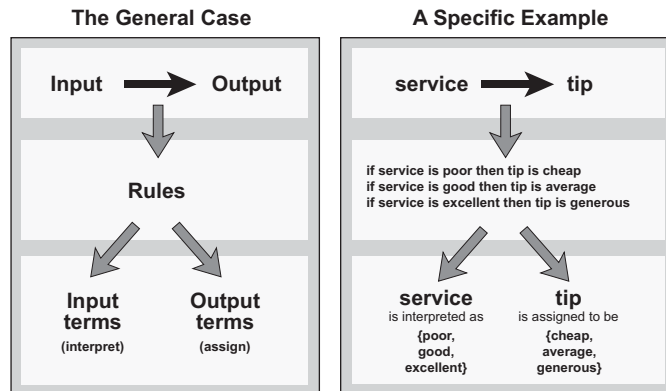 The General Case
Input Output
Rules
Input terms
(interpret)
Output terms
(assign)
A Specific Example
service tip
if service is poor then tip is cheap
if service is good then tip is average
if service is excellent then tip is generous
service
is interpreted as
{poor,
good,
excellent}
tip
is assigned to be
{cheap,
average,
generous}